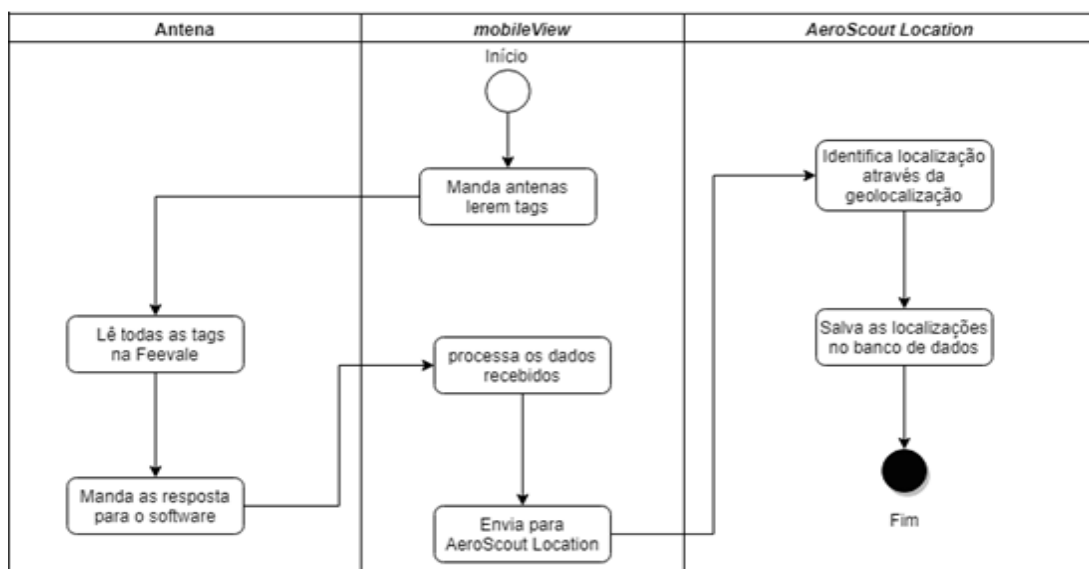 Antena
mobileView
AeroScout Location
Início
Manda antenas
lerem tags
Lê todas as tags
na Feevale
Manda as resposta
para o software
processa os dados
recebidos
Envia para
AeroScout Location
Identifica localização
através da
geolocalização
Salva as localizações
no banco de dados
Fim